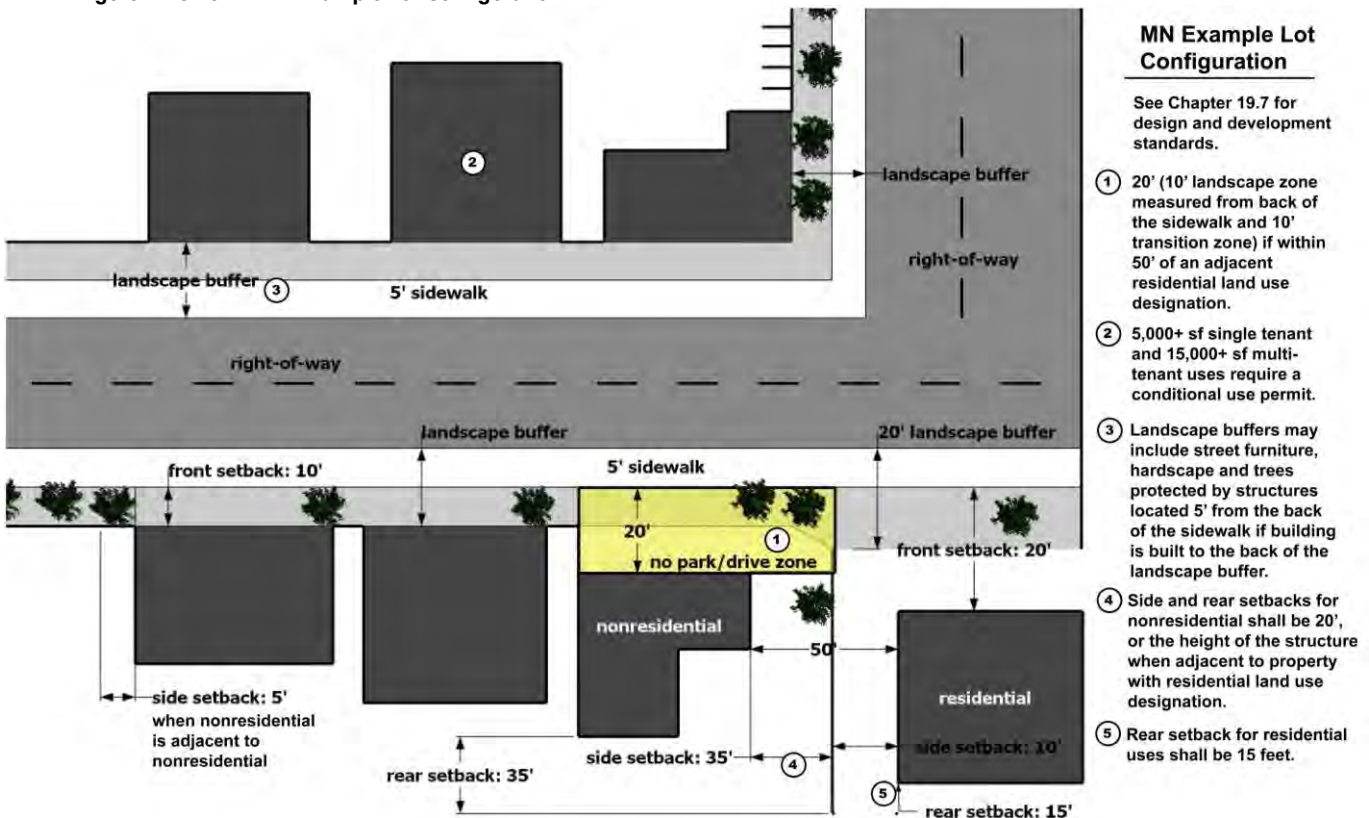 MN Example Lot
Configuration
See Chapter 19.7 for
design and development
standards.
1 20' (10' landscape zone
measured from back of
the sidewalk and 10'
transition zone) if within
50' of an adjacent
residential land use
designation.
2 5,000+ sf single tenant
and 15,000+ sf multi-
tenant uses require a
conditional use permit.
3 Landscape buffers may
include street furniture,
hardscape and trees
protected by structures
located 5' from the back
of the sidewalk if building
is built to the back of the
landscape buffer.
4 Side and rear setbacks for
nonresidential shall be 20',
or the height of the structure
when adjacent to property
with residential land use
designation.
5 Rear setback for residential
uses shall be 15 feet.
2
landscape buffer
right-of-way
landscape buffer 3
5' sidewalk
right-of-way
landscape buffer
20' landscape buffer
front setback: 10'
5' sidewalk
20'
1
no park/drive zone
front setback: 20'
nonresidential
50'
residential
side setback: 5'
when nonresidential
is adjacent to
nonresidential
side setback: 35'
4
side setback: 10'
rear setback: 35'
5
rear setback: 15'